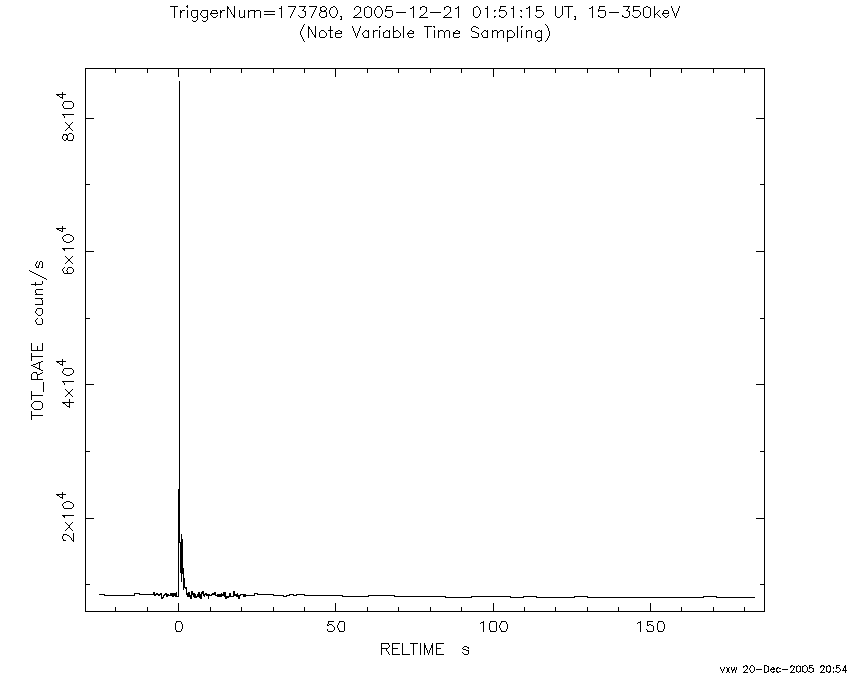 TriggerNum=173780, 2005-12-21 01:51:15 UT, 15-350keV
(Note Variable Time Sampling)
TOT_RATE count/s
8×10⁴
6×10⁴
4×10⁴
2×10⁴
0 50 100 150
RELTIME s
vxw 20-Dec-2005 20:54